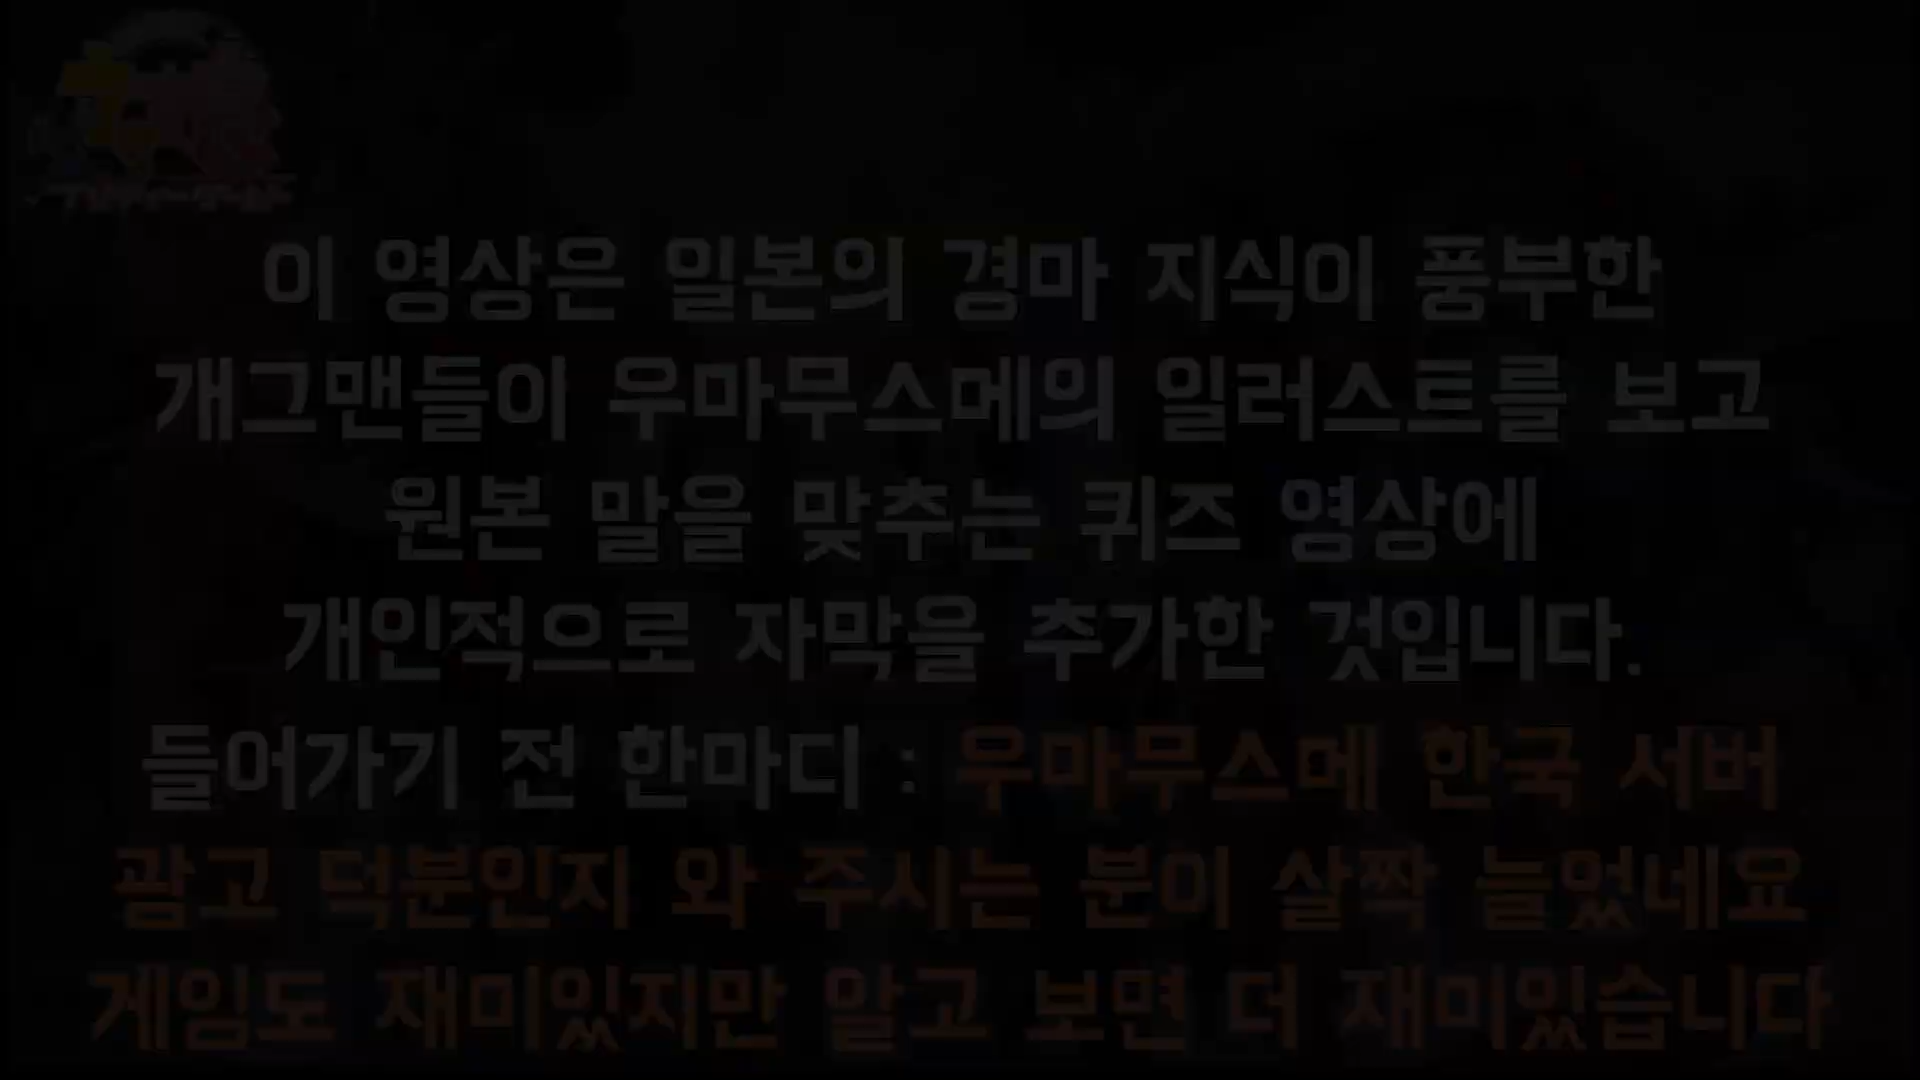 이 영상은 일본의 경마 지식이 풍부한
개그맨들이 우마무스메의 일러스트를 보고
원본 말을 맞추는 퀴즈 영상에
개인적으로 자막을 추가한 것입니다.
들어가기 전 한마디 : 우마무스메 한국 서버
광고 덕분인지 와 주시는 분이 살짝 늘었네요
게임도 재미있지만 알고 보면 더 재미있습니다